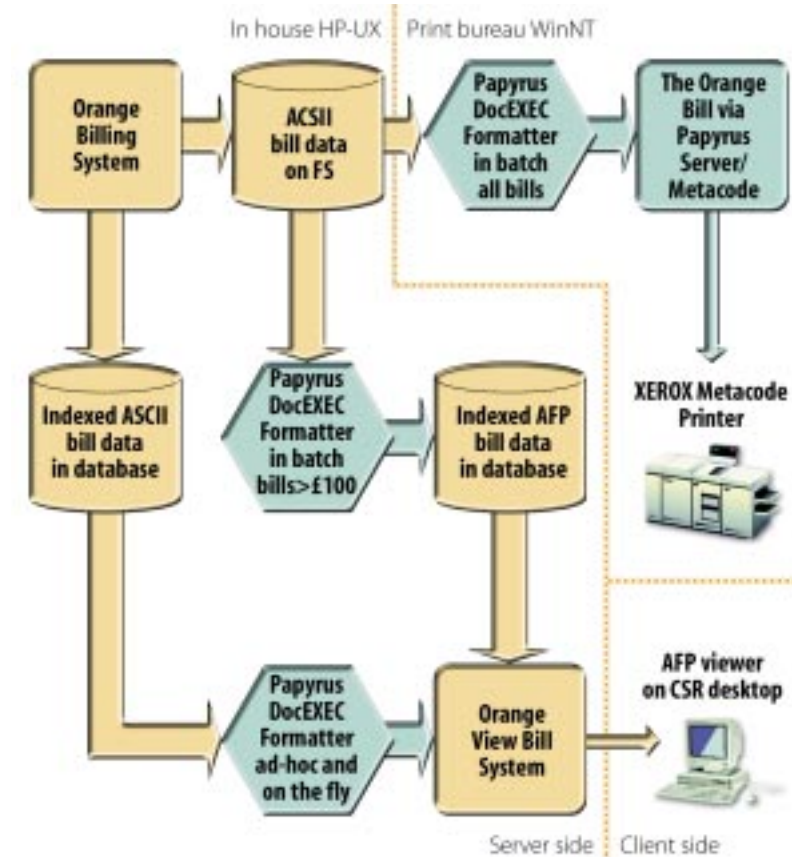 In house HP-UX
Print bureau WinNT
Orange
Billing
System
ACSII
bill data
on FS
Papyrus
DocEXEC
Formatter
in batch
all bills
The Orange
Bill via
Papyrus
Server/
Metacode
Indexed ASCII
bill data
in database
Papyrus
DocEXEC
Formatter
in batch
bills>£100
Indexed AFP
bill data
in database
XEROX Metacode
Printer
Papyrus
DocEXEC
Formatter
ad-hoc and
on the fly
Orange
View Bill
System
AFP viewer
on CSR desktop
Server side
Client side